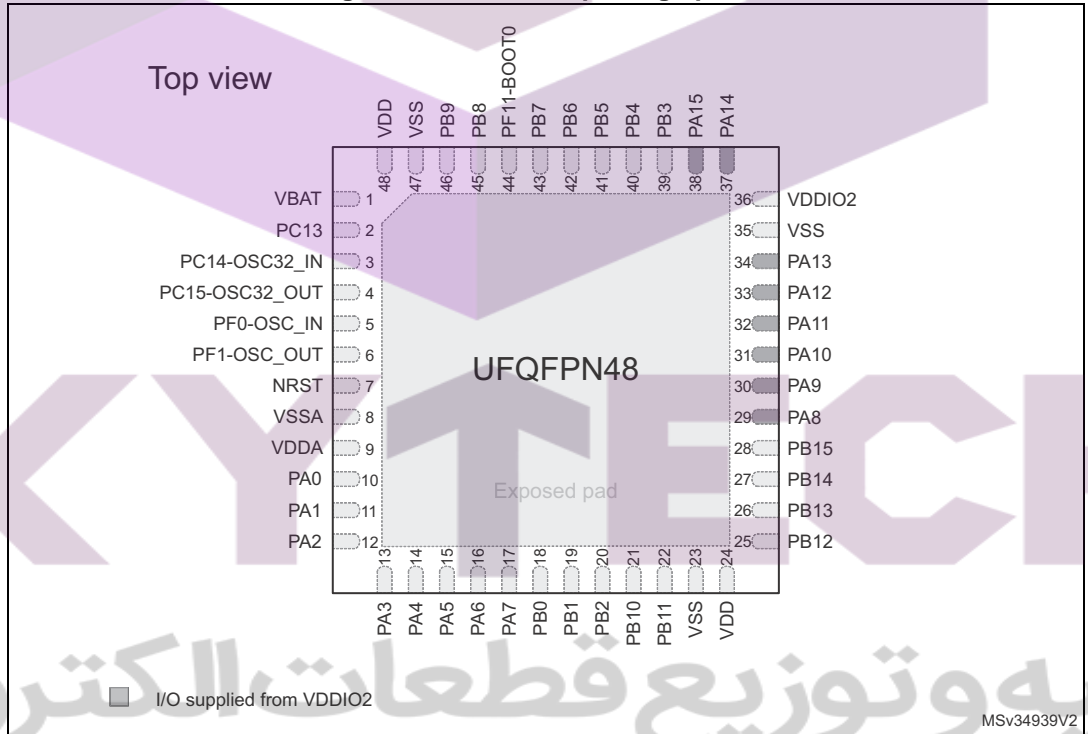 Top view
VDD
VSS
PB9
PB8
PF11-BOOT0
PB7
PB6
PB5
PB4
PB3
PA15
PA14
48
47
46
45
44
43
42
41
40
39
38
37
VBAT 1
PC13 2
PC14-OSC32_IN 3
PC15-OSC32_OUT 4
PF0-OSC_IN 5
PF1-OSC_OUT 6
NRST 7
VSSA 8
VDDA 9
PA0 10
PA1 11
PA2 12
36 VDDIO2
35 VSS
34 PA13
33 PA12
32 PA11
31 PA10
30 PA9
29 PA8
28 PB15
27 PB14
26 PB13
25 PB12
UFQFPN48
Exposed pad
13
14
15
16
17
18
19
20
21
22
23
24
PA3
PA4
PA5
PA6
PA7
PB0
PB1
PB2
PB10
PB11
VSS
VDD
KYTECH
وتوزیع قطعات
I/O supplied from VDDIO2
MSv34939V2